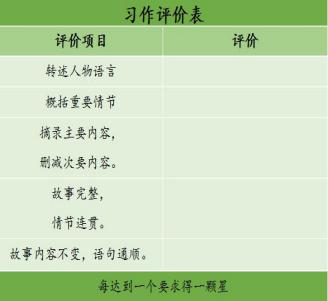 习作评价表
评价项目 评价
转述人物语言
概括重要情节
摘录主要内容，
删减次要内容。
故事完整，
情节连贯。
故事内容不变，语句通顺。
每达到一个要求得一颗星